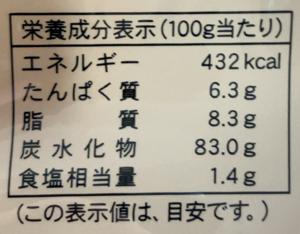 栄養成分表示(100g当たり)
エネルギー 432kcal
たんぱく質 6.3g
脂質 8.3g
炭水化物 83.0g
食塩相当量 1.4g
(この表示値は、目安です。)